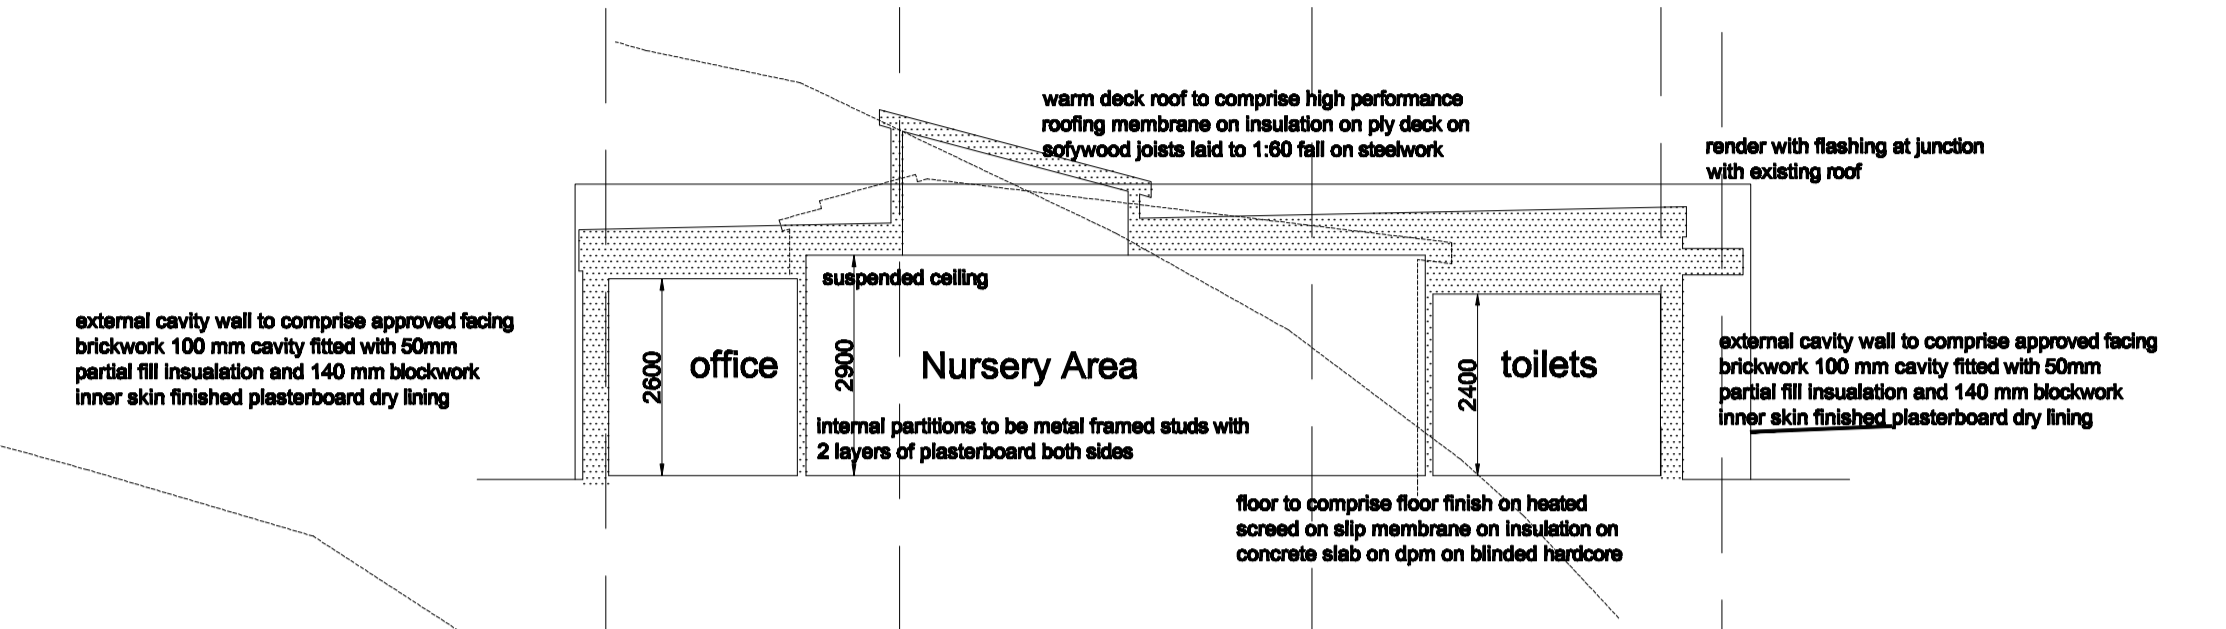 warm deck roof to comprise high performance
roofing membrane on insulation on ply deck on
sofywood joists laid to 1:60 fall on steelwork
render with flashing at junction
with existing roof
suspended ceiling
external cavity wall to comprise approved facing
brickwork 100 mm cavity fitted with 50mm
partial fill insualation and 140 mm blockwork
inner skin finished plasterboard dry lining
2600
office
2900
Nursery Area
2400
toilets
external cavity wall to comprise approved facing
brickwork 100 mm cavity fitted with 50mm
partial fill insualation and 140 mm blockwork
inner skin finished plasterboard dry lining
internal partitions to be metal framed studs with
2 layers of plasterboard both sides
floor to comprise floor finish on heated
screed on slip membrane on insulation on
concrete slab on dpm on blinded hardcore